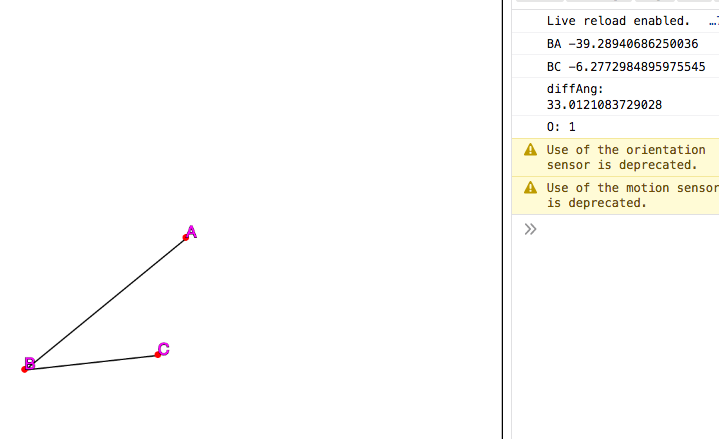 A
B
C
Live reload enabled.
BA -39.28940686250036
BC -6.2772984895975545
diffAng:
33.0121083729028
O: 1
Use of the orientation
sensor is deprecated.
Use of the motion sensor
is deprecated.